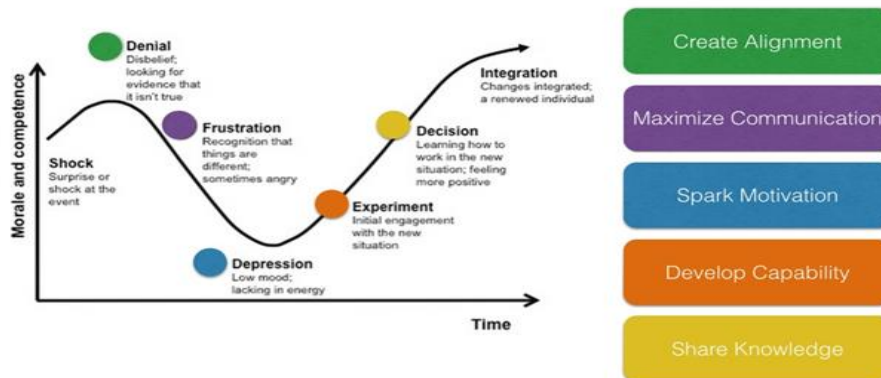 Morale and competence
Shock
Surprise or
shock at the
event
Denial
Disbelief;
looking for
evidence that
it isn't true
Frustration
Recognition that
things are
different;
sometimes angry
Depression
Low mood;
lacking in energy
Experiment
Initial engagement
with the new
situation
Decision
Learning how to
work in the new
situation; feeling
more positive
Integration
Changes integrated;
a renewed individual
Time
Create Alignment
Maximize Communication
Spark Motivation
Develop Capability
Share Knowledge